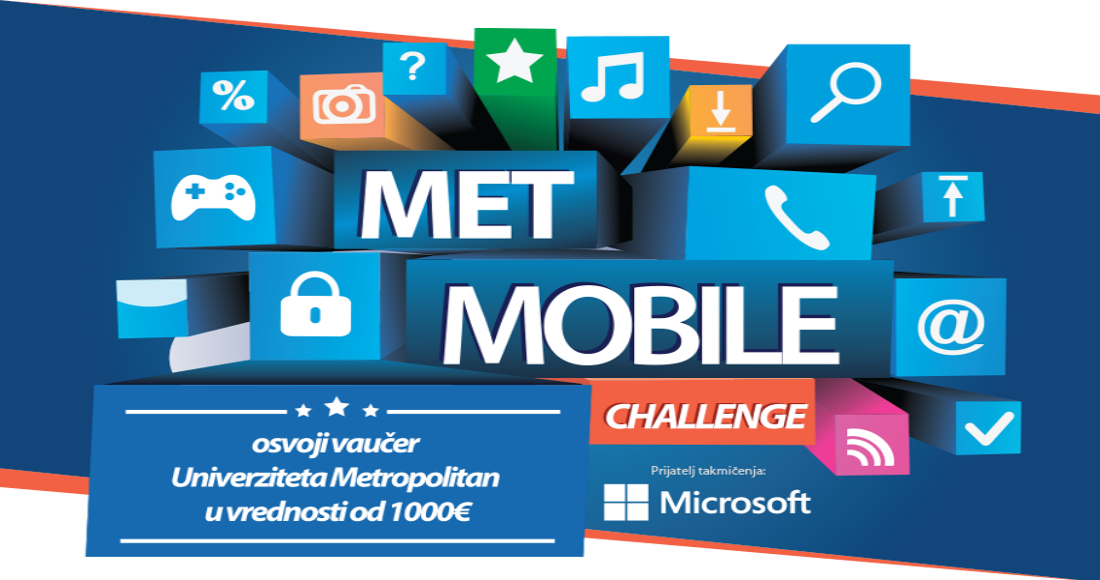 %
?
MET
MOBILE
@
CHALLENGE
osvoji vaučer
Univerziteta Metropolitan
u vrednosti od 1000€
Prijatelj takmičenja:
Microsoft